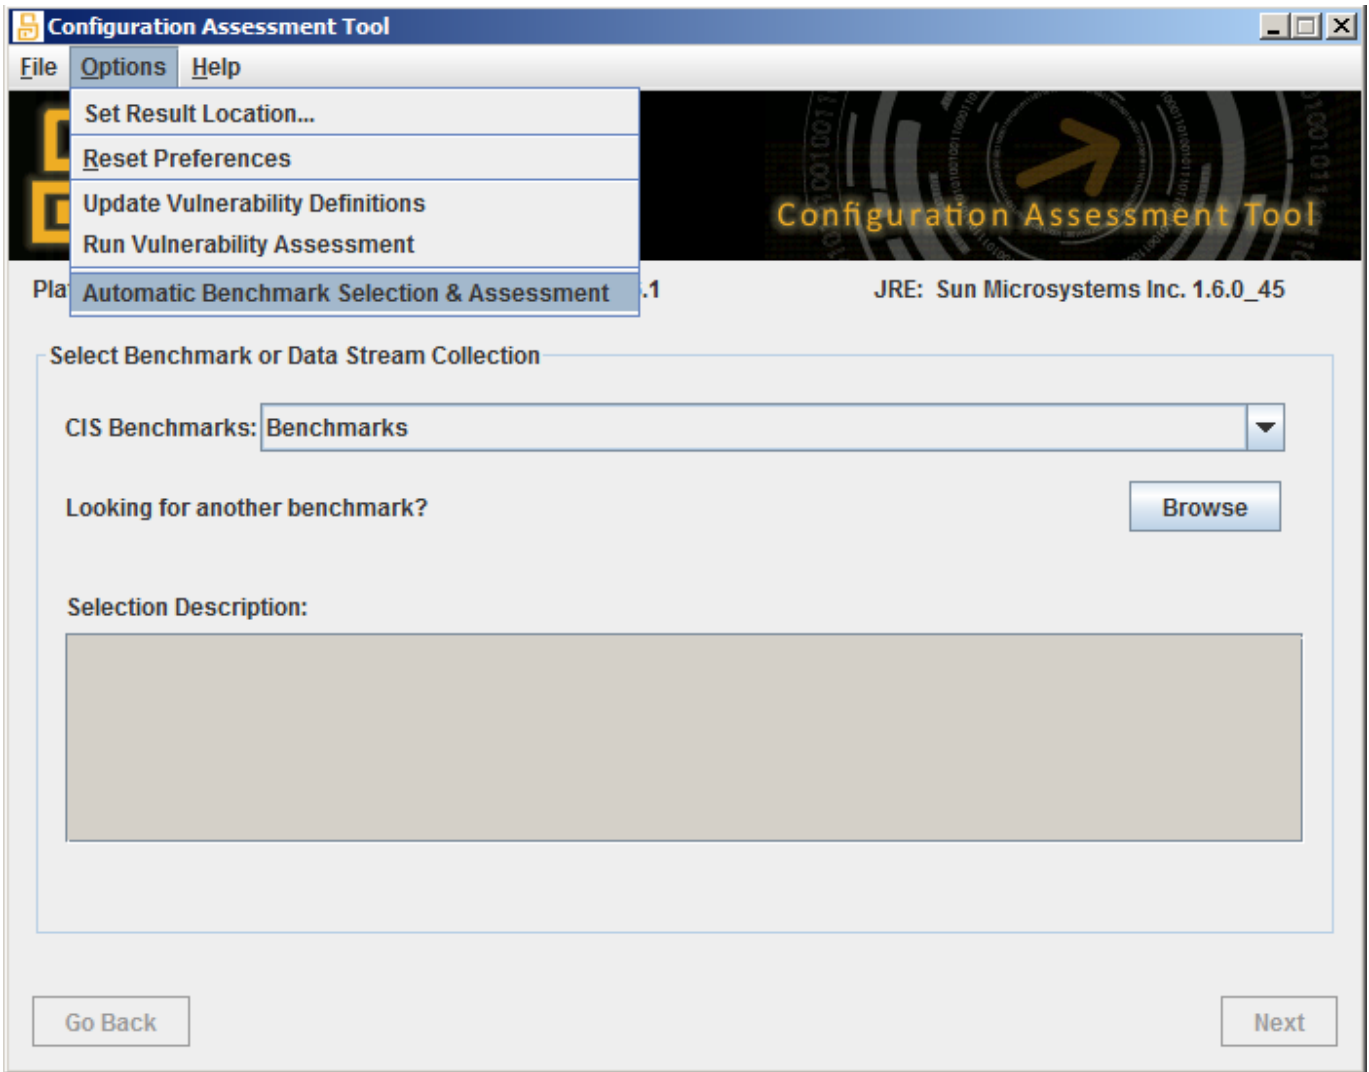 Configuration Assessment Tool
File Options Help
Set Result Location...
Reset Preferences
Update Vulnerability Definitions
Run Vulnerability Assessment
Automatic Benchmark Selection & Assessment
Configuration Assessment Tool
JRE: Sun Microsystems Inc. 1.6.0_45
Select Benchmark or Data Stream Collection
CIS Benchmarks: Benchmarks
Looking for another benchmark?
Browse
Selection Description:
Go Back
Next